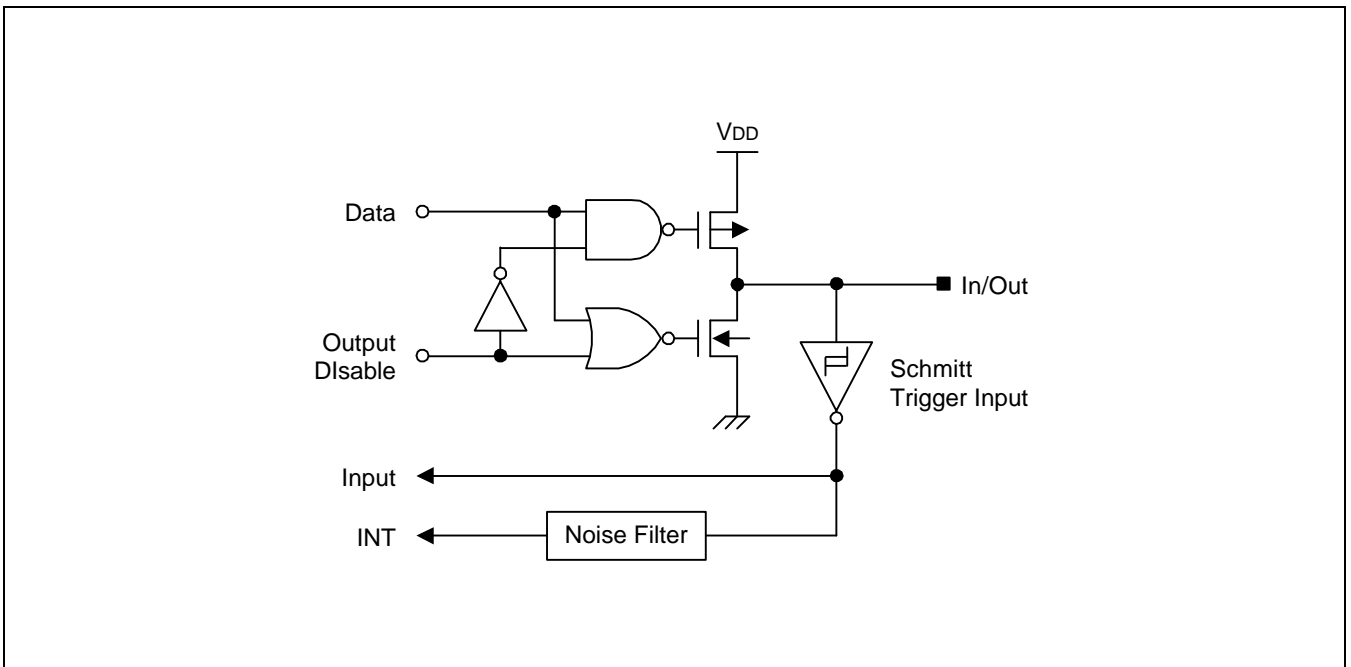 VDD
Data
In/Out
Output
DIsable
Schmitt
Trigger Input
Input
INT
Noise Filter